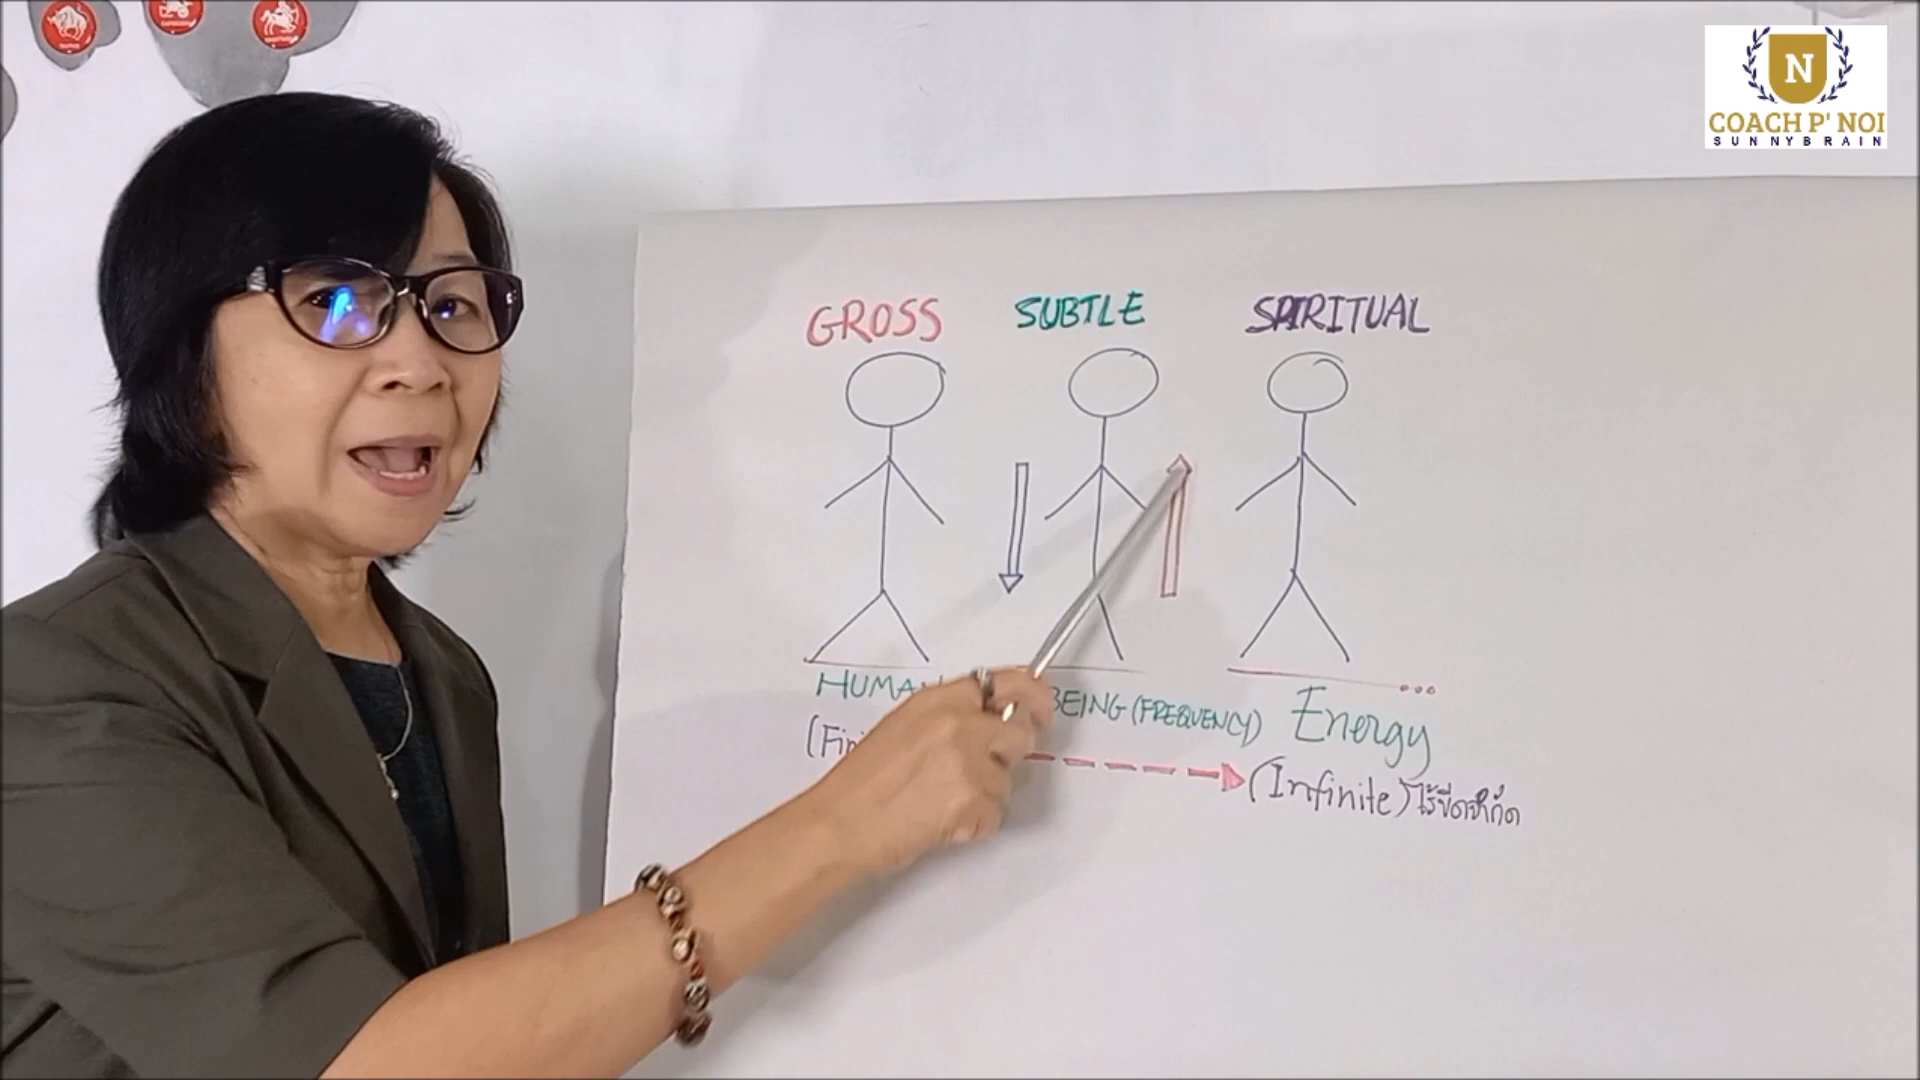 N
COACH P' NOI
SUNNYBRAIN
GROSS SUBTLE SPIRITUAL
BEING (FREQUENCY) Energy
(Infinite) ไร้ขีดจำกัด